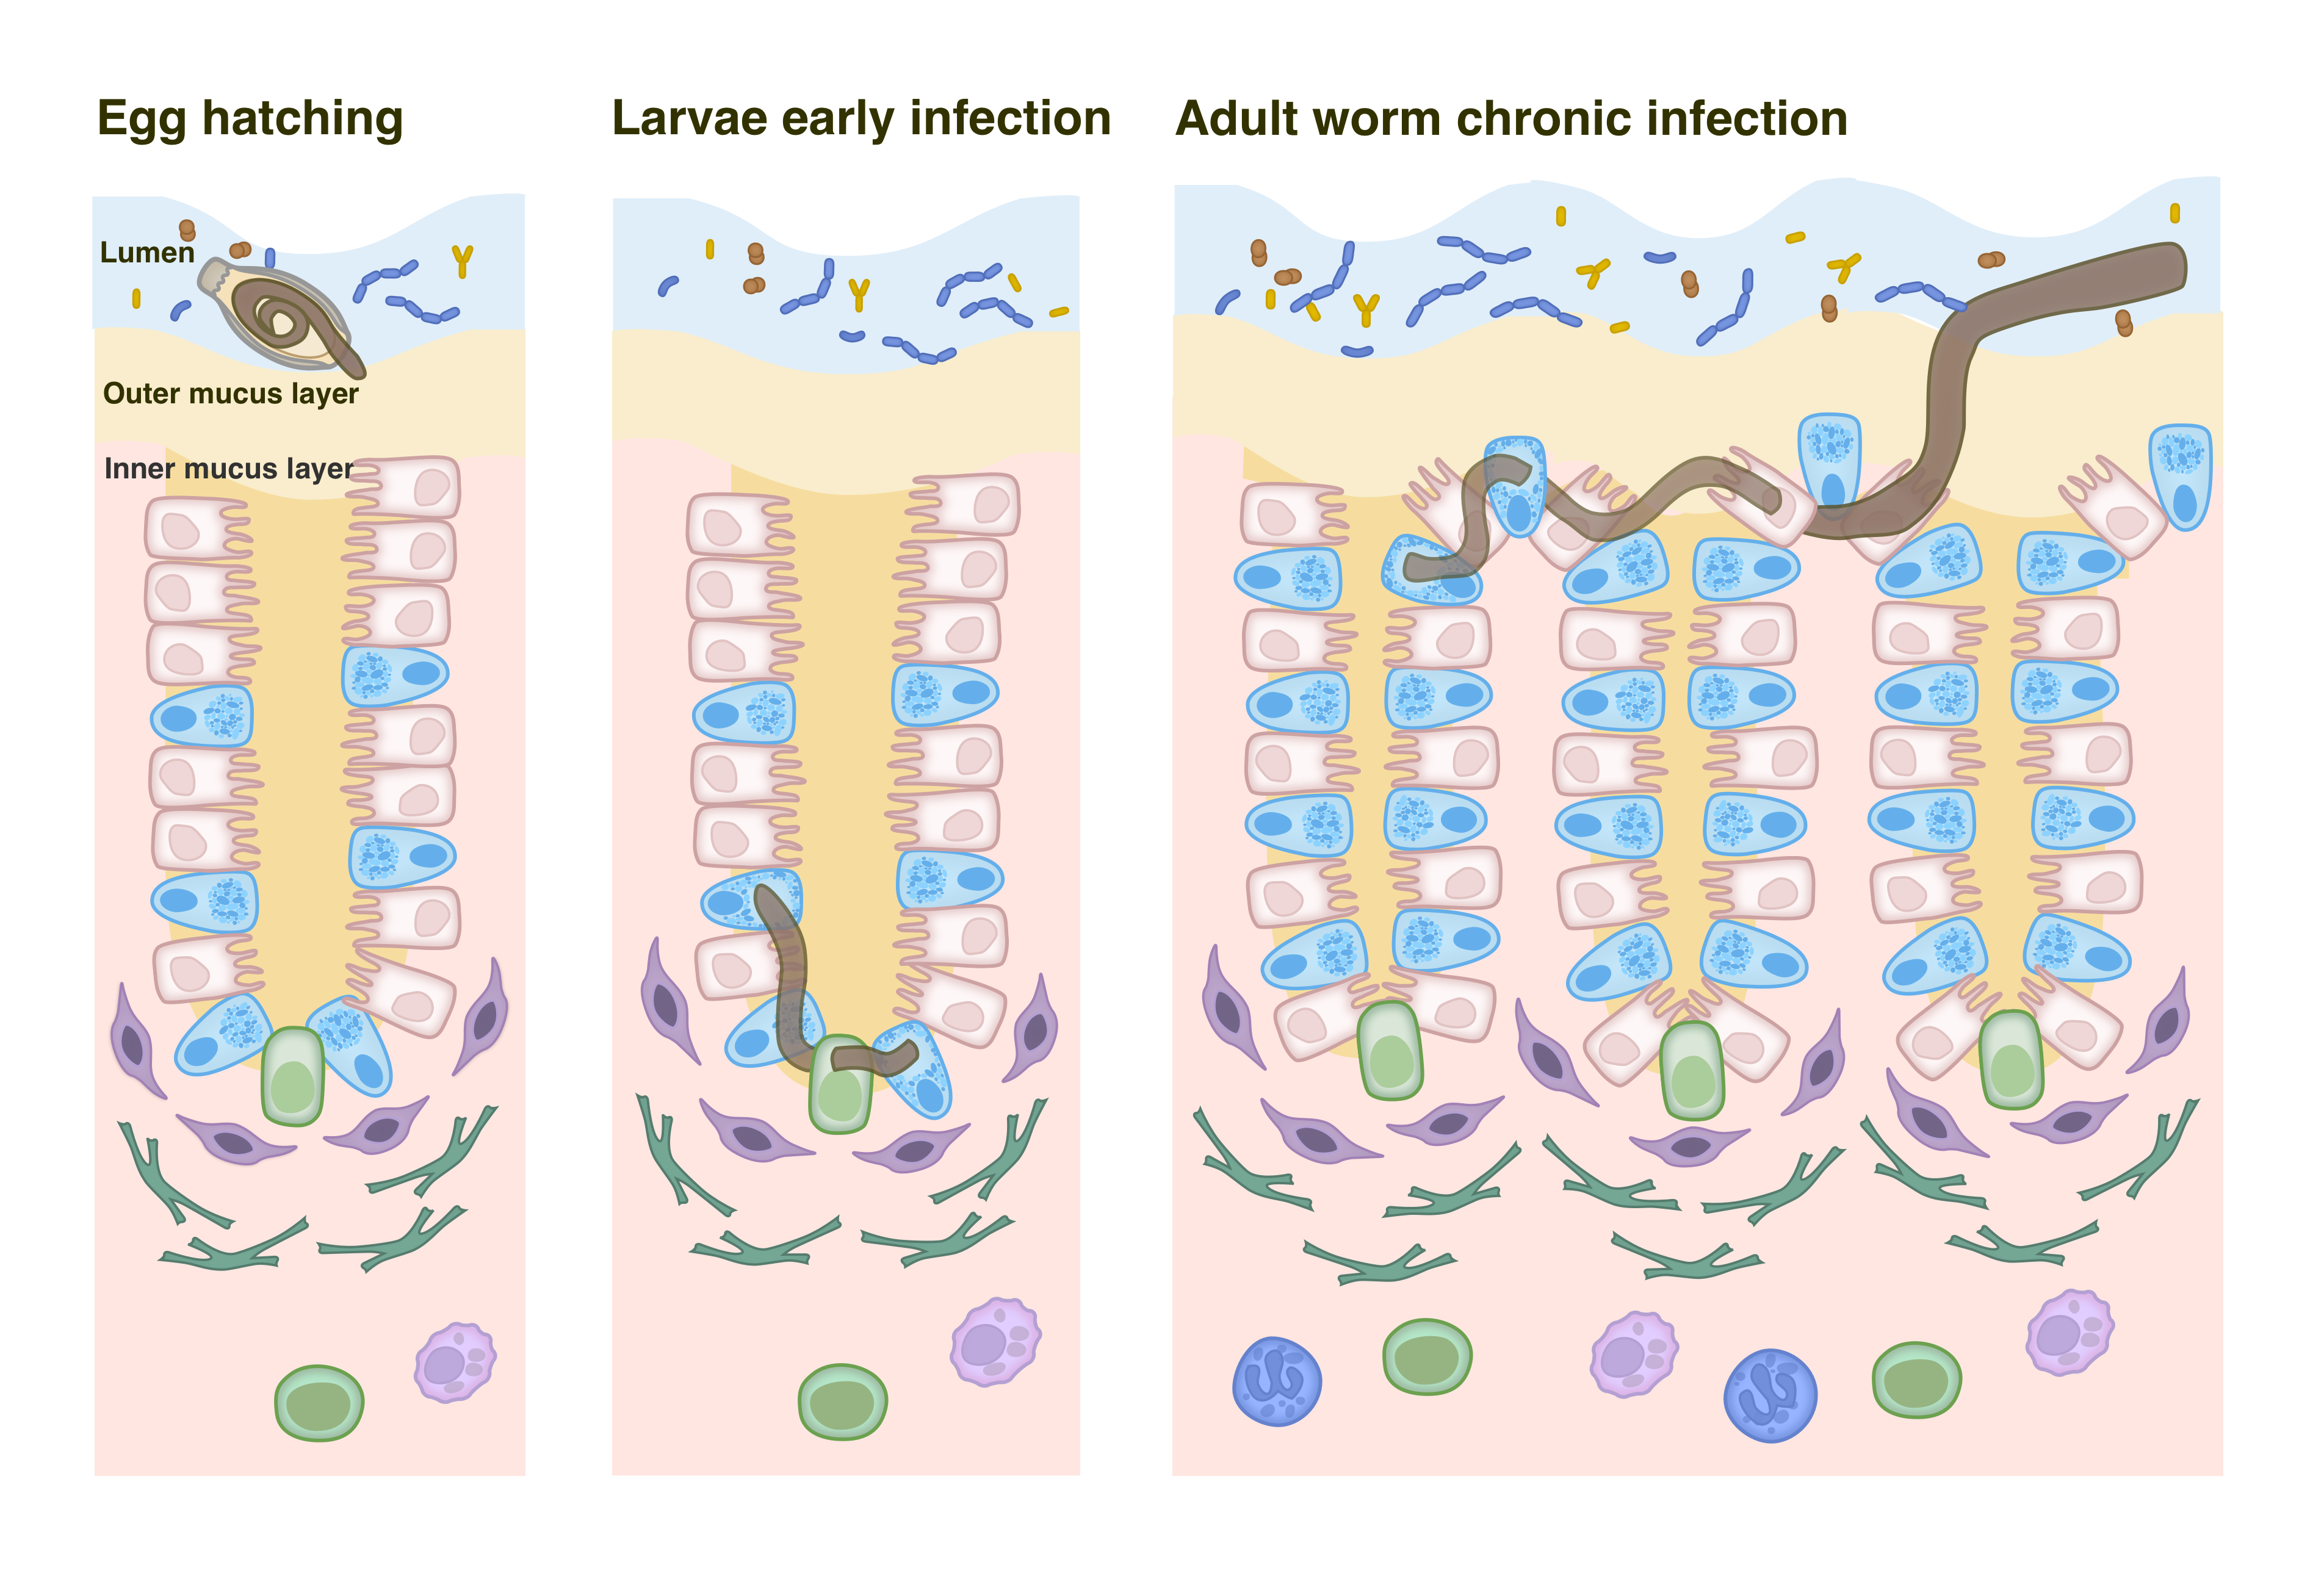 Egg hatching
Larvae early infection
Adult worm chronic infection
Lumen
Outer mucus layer
Inner mucus layer